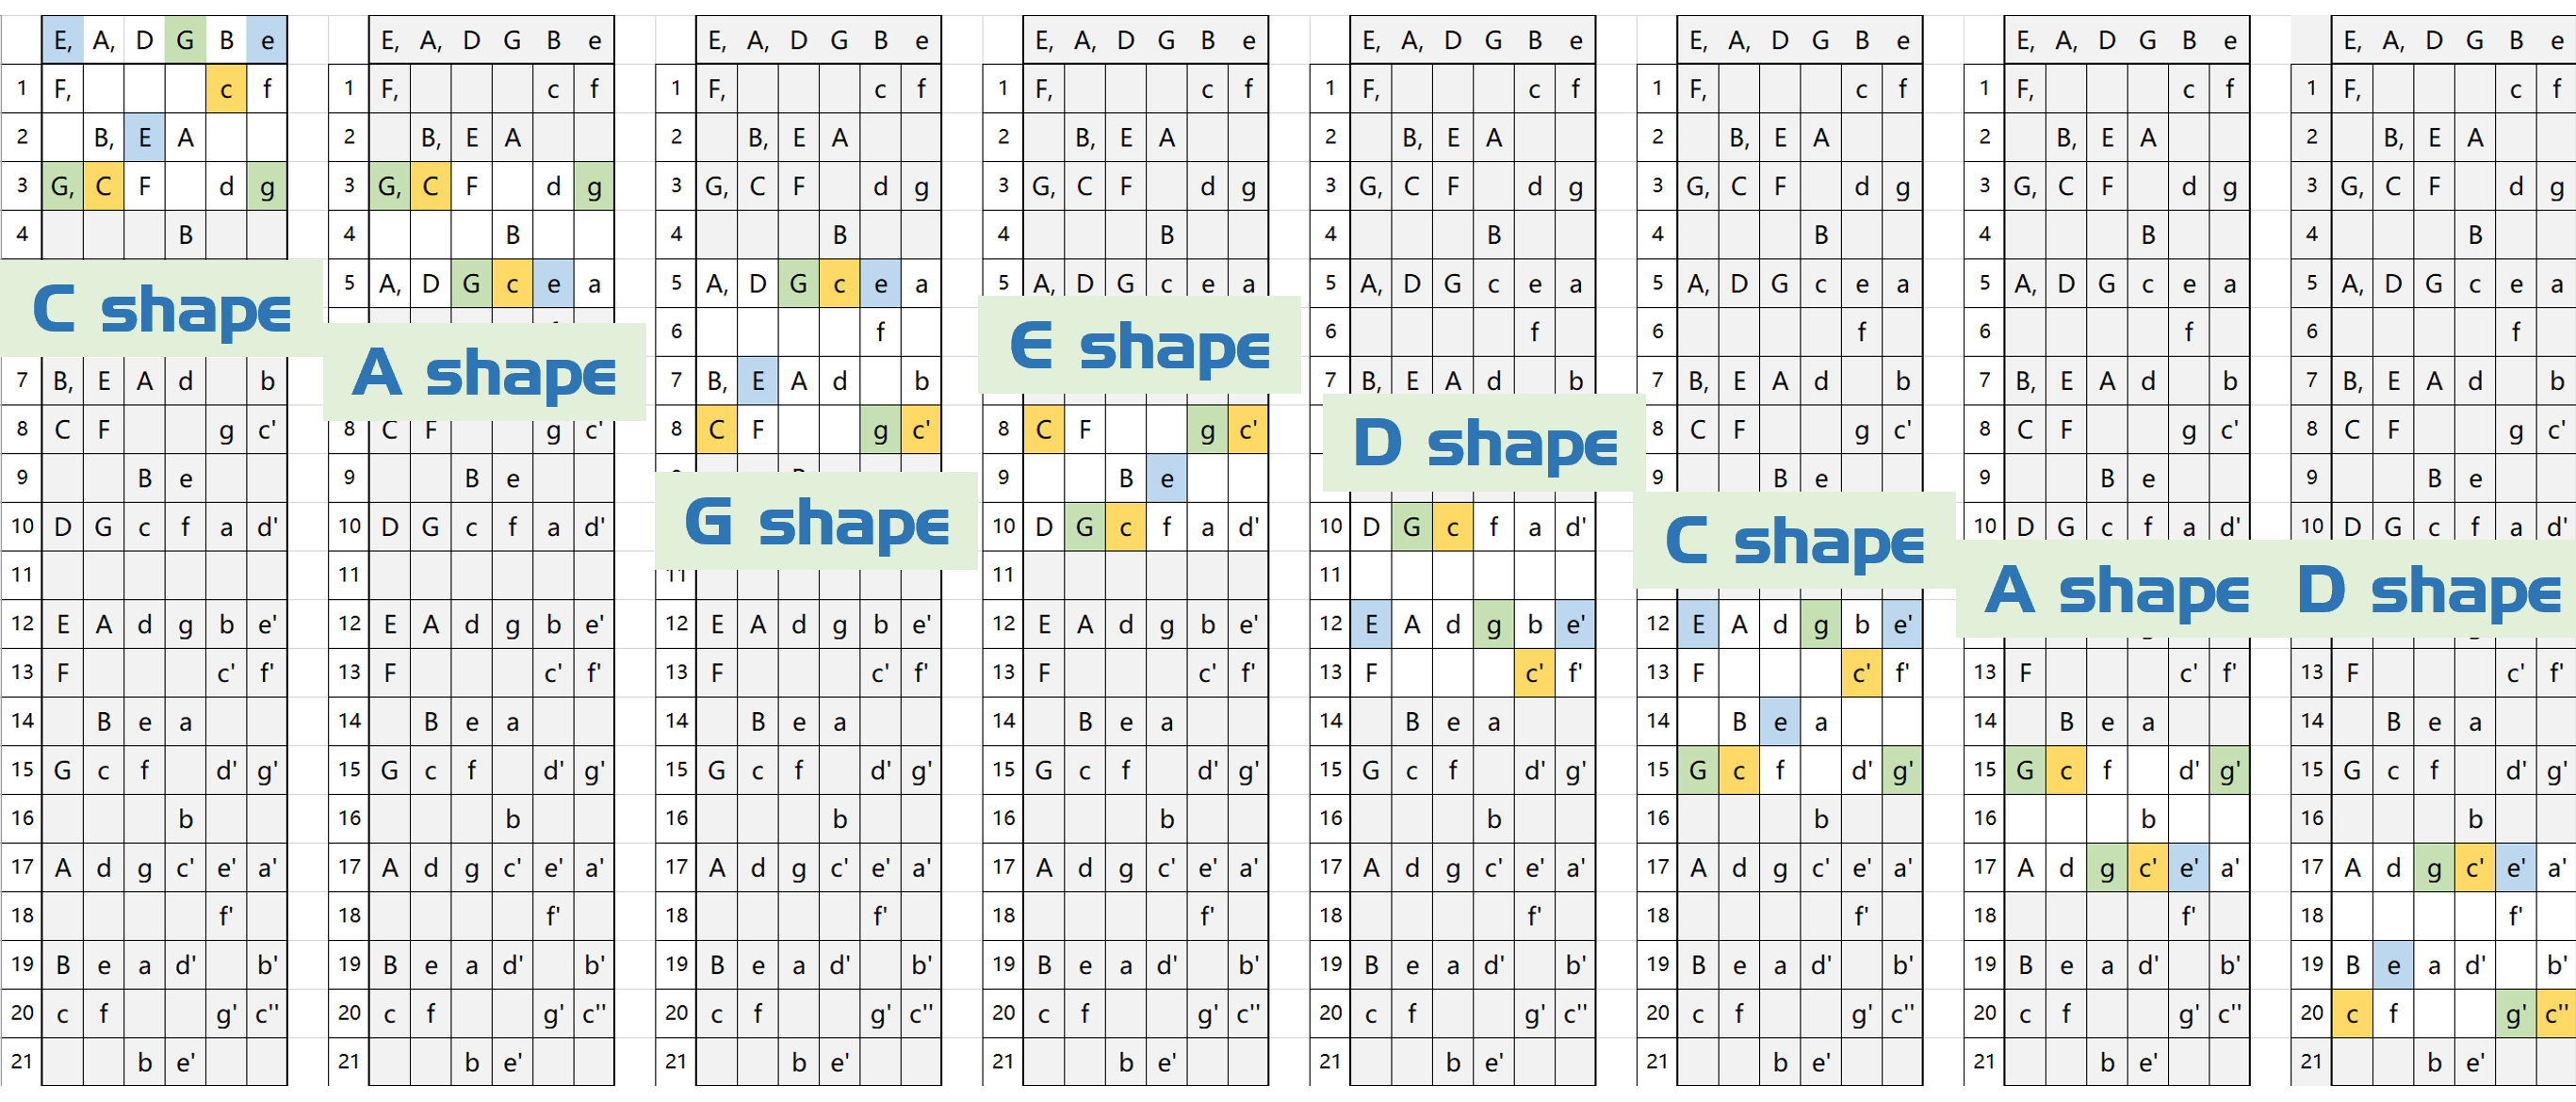 E, A, D G B e
1 F, c f
2 B, E A
3 G, C F d g
4 B
C shape
7 B, E A d b
8 C F g c'
9 B e
10 D G c f a d'
11
12 E A d g b e'
13 F c' f'
14 B e a
15 G c f d' g'
16 b
17 A d g c' e' a'
18 f'
19 B e a d' b'
20 c f g' c''
21 b e'
E, A, D G B e
1 F, c f
2 B, E A
3 G, C F d g
4 B
5 A, D G c e a
A shape
8 C F g c'
9 B e
10 D G c f a d'
11
12 E A d g b e'
13 F c' f'
14 B e a
15 G c f d' g'
16 b
17 A d g c' e' a'
18 f'
19 B e a d' b'
20 c f g' c''
21 b e'
E, A, D G B e
1 F, c f
2 B, E A
3 G, C F d g
4 B
5 A, D G c e a
6 f
7 B, E A d b
8 C F g c'
G shape
11
12 E A d g b e'
13 F c' f'
14 B e a
15 G c f d' g'
16 b
17 A d g c' e' a'
18 f'
19 B e a d' b'
20 c f g' c''
21 b e'
E, A, D G B e
1 F, c f
2 B, E A
3 G, C F d g
4 B
5 A, D G c e a
E shape
8 C F g c'
9 B e
10 D G c f a d'
11
12 E A d g b e'
13 F c' f'
14 B e a
15 G c f d' g'
16 b
17 A d g c' e' a'
18 f'
19 B e a d' b'
20 c f g' c''
21 b e'
E, A, D G B e
1 F, c f
2 B, E A
3 G, C F d g
4 B
5 A, D G c e a
6 f
7 B, E A d b
D shape
10 D G c f a d'
11
12 E A d g b e'
13 F c' f'
14 B e a
15 G c f d' g'
16 b
17 A d g c' e' a'
18 f'
19 B e a d' b'
20 c f g' c''
21 b e'
E, A, D G B e
1 F, c f
2 B, E A
3 G, C F d g
4 B
5 A, D G c e a
6 f
7 B, E A d b
8 C F g c'
9 B e
C shape
12 E A d g b e'
13 F c' f'
14 B e a
15 G c f d' g'
16 b
17 A d g c' e' a'
18 f'
19 B e a d' b'
20 c f g' c''
21 b e'
E, A, D G B e
1 F, c f
2 B, E A
3 G, C F d g
4 B
5 A, D G c e a
6 f
7 B, E A d b
8 C F g c'
9 B e
10 D G c f a d'
A shape
13 F c' f'
14 B e a
15 G c f d' g'
16 b
17 A d g c' e' a'
18 f'
19 B e a d' b'
20 c f g' c''
21 b e'
E, A, D G B e
1 F, c f
2 B, E A
3 G, C F d g
4 B
5 A, D G c e a
6 f
7 B, E A d b
8 C F g c'
9 B e
10 D G c f a d'
D shape
13 F c' f'
14 B e a
15 G c f d' g'
16 b
17 A d g c' e' a'
18 f'
19 B e a d' b'
20 c f g' c''
21 b e'